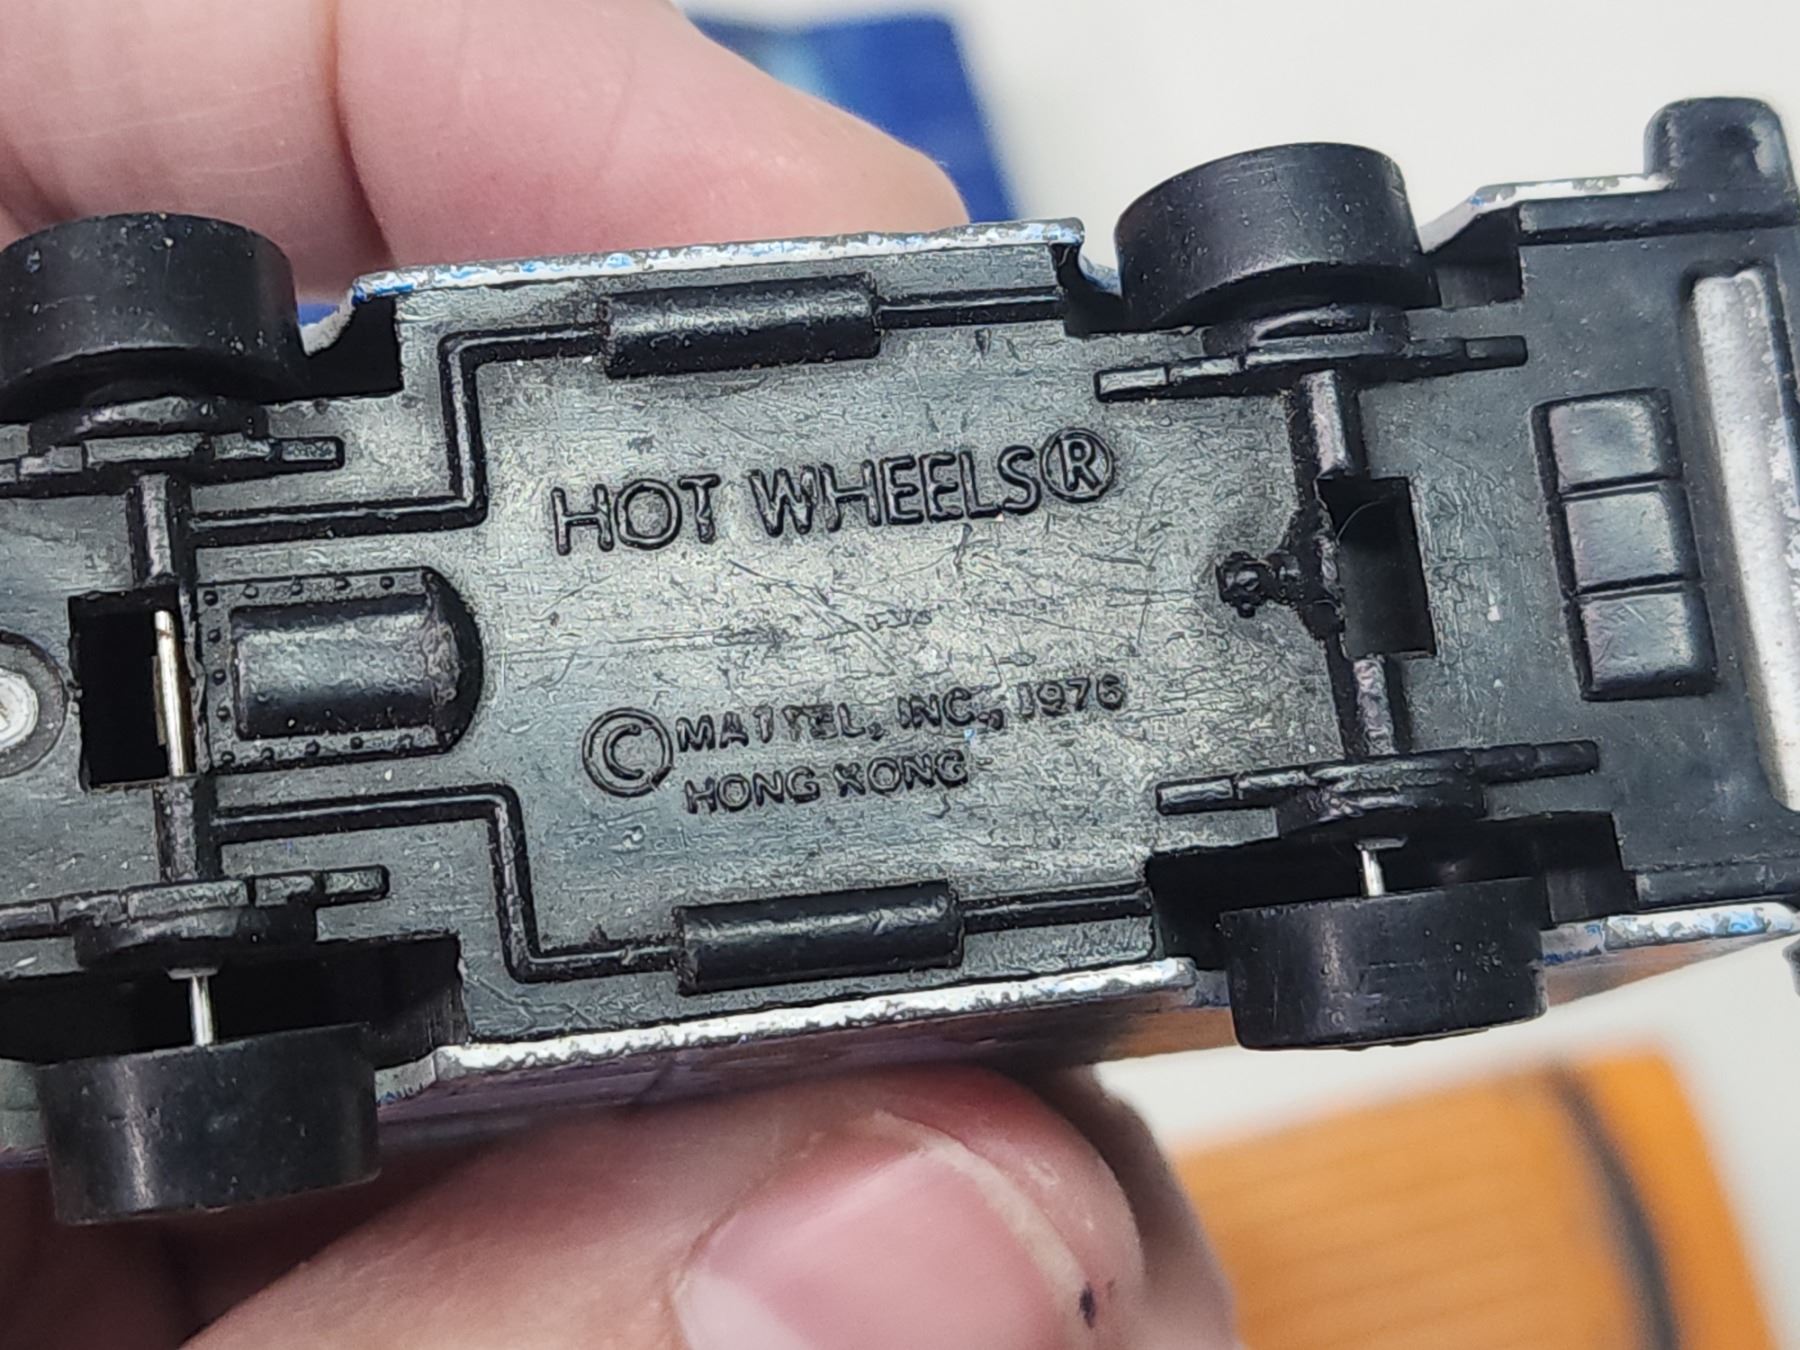 HOT WHEELS®
© MATTEL, INC., 1976
HONG KONG